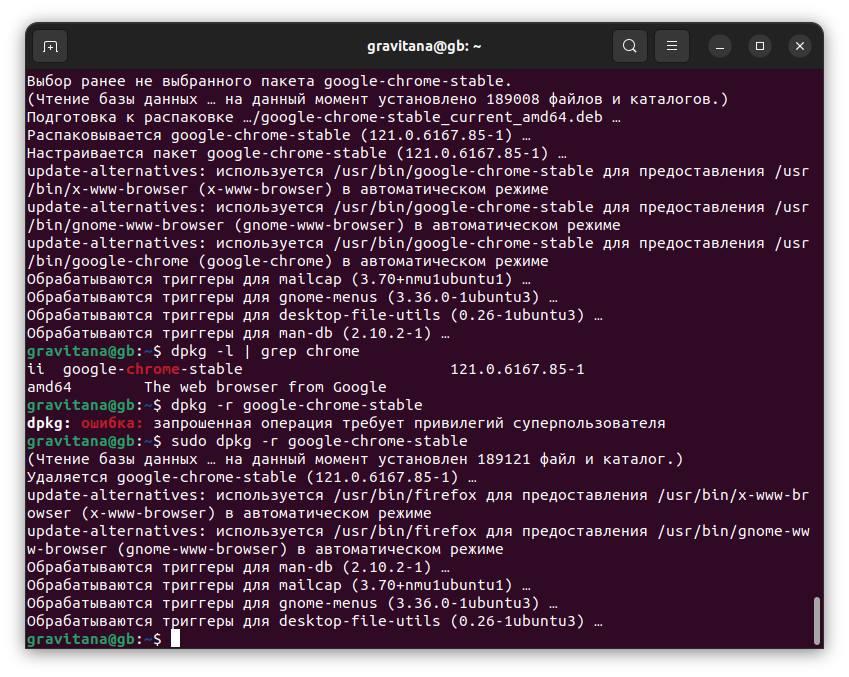 gravitana@gb: ~
Выбор ранее не выбранного пакета google-chrome-stable.
(Чтение базы данных … на данный момент установлено 189008 файлов и каталогов.)
Подготовка к распаковке …/google-chrome-stable_current_amd64.deb …
Распаковывается google-chrome-stable (121.0.6167.85-1) …
Настраивается пакет google-chrome-stable (121.0.6167.85-1) …
update-alternatives: используется /usr/bin/google-chrome-stable для предоставления /usr
/bin/x-www-browser (x-www-browser) в автоматическом режиме
update-alternatives: используется /usr/bin/google-chrome-stable для предоставления /usr
/bin/gnome-www-browser (gnome-www-browser) в автоматическом режиме
update-alternatives: используется /usr/bin/google-chrome-stable для предоставления /usr
/bin/google-chrome (google-chrome) в автоматическом режиме
Обрабатываются триггеры для mailcap (3.70+nmu1ubuntu1) …
Обрабатываются триггеры для gnome-menus (3.36.0-1ubuntu3) …
Обрабатываются триггеры для desktop-file-utils (0.26-1ubuntu3) …
Обрабатываются триггеры для man-db (2.10.2-1) …
gravitana@gb:~$ dpkg -l | grep chrome
ii  google-chrome-stable                       121.0.6167.85-1
amd64        The web browser from Google
gravitana@gb:~$ dpkg -r google-chrome-stable
dpkg: ошибка: запрошенная операция требует привилегий суперпользователя
gravitana@gb:~$ sudo dpkg -r google-chrome-stable
(Чтение базы данных … на данный момент установлен 189121 файл и каталог.)
Удаляется google-chrome-stable (121.0.6167.85-1) …
update-alternatives: используется /usr/bin/firefox для предоставления /usr/bin/x-www-br
owser (x-www-browser) в автоматическом режиме
update-alternatives: используется /usr/bin/firefox для предоставления /usr/bin/gnome-ww
w-browser (gnome-www-browser) в автоматическом режиме
Обрабатываются триггеры для man-db (2.10.2-1) …
Обрабатываются триггеры для mailcap (3.70+nmu1ubuntu1) …
Обрабатываются триггеры для gnome-menus (3.36.0-1ubuntu3) …
Обрабатываются триггеры для desktop-file-utils (0.26-1ubuntu3) …
gravitana@gb:~$